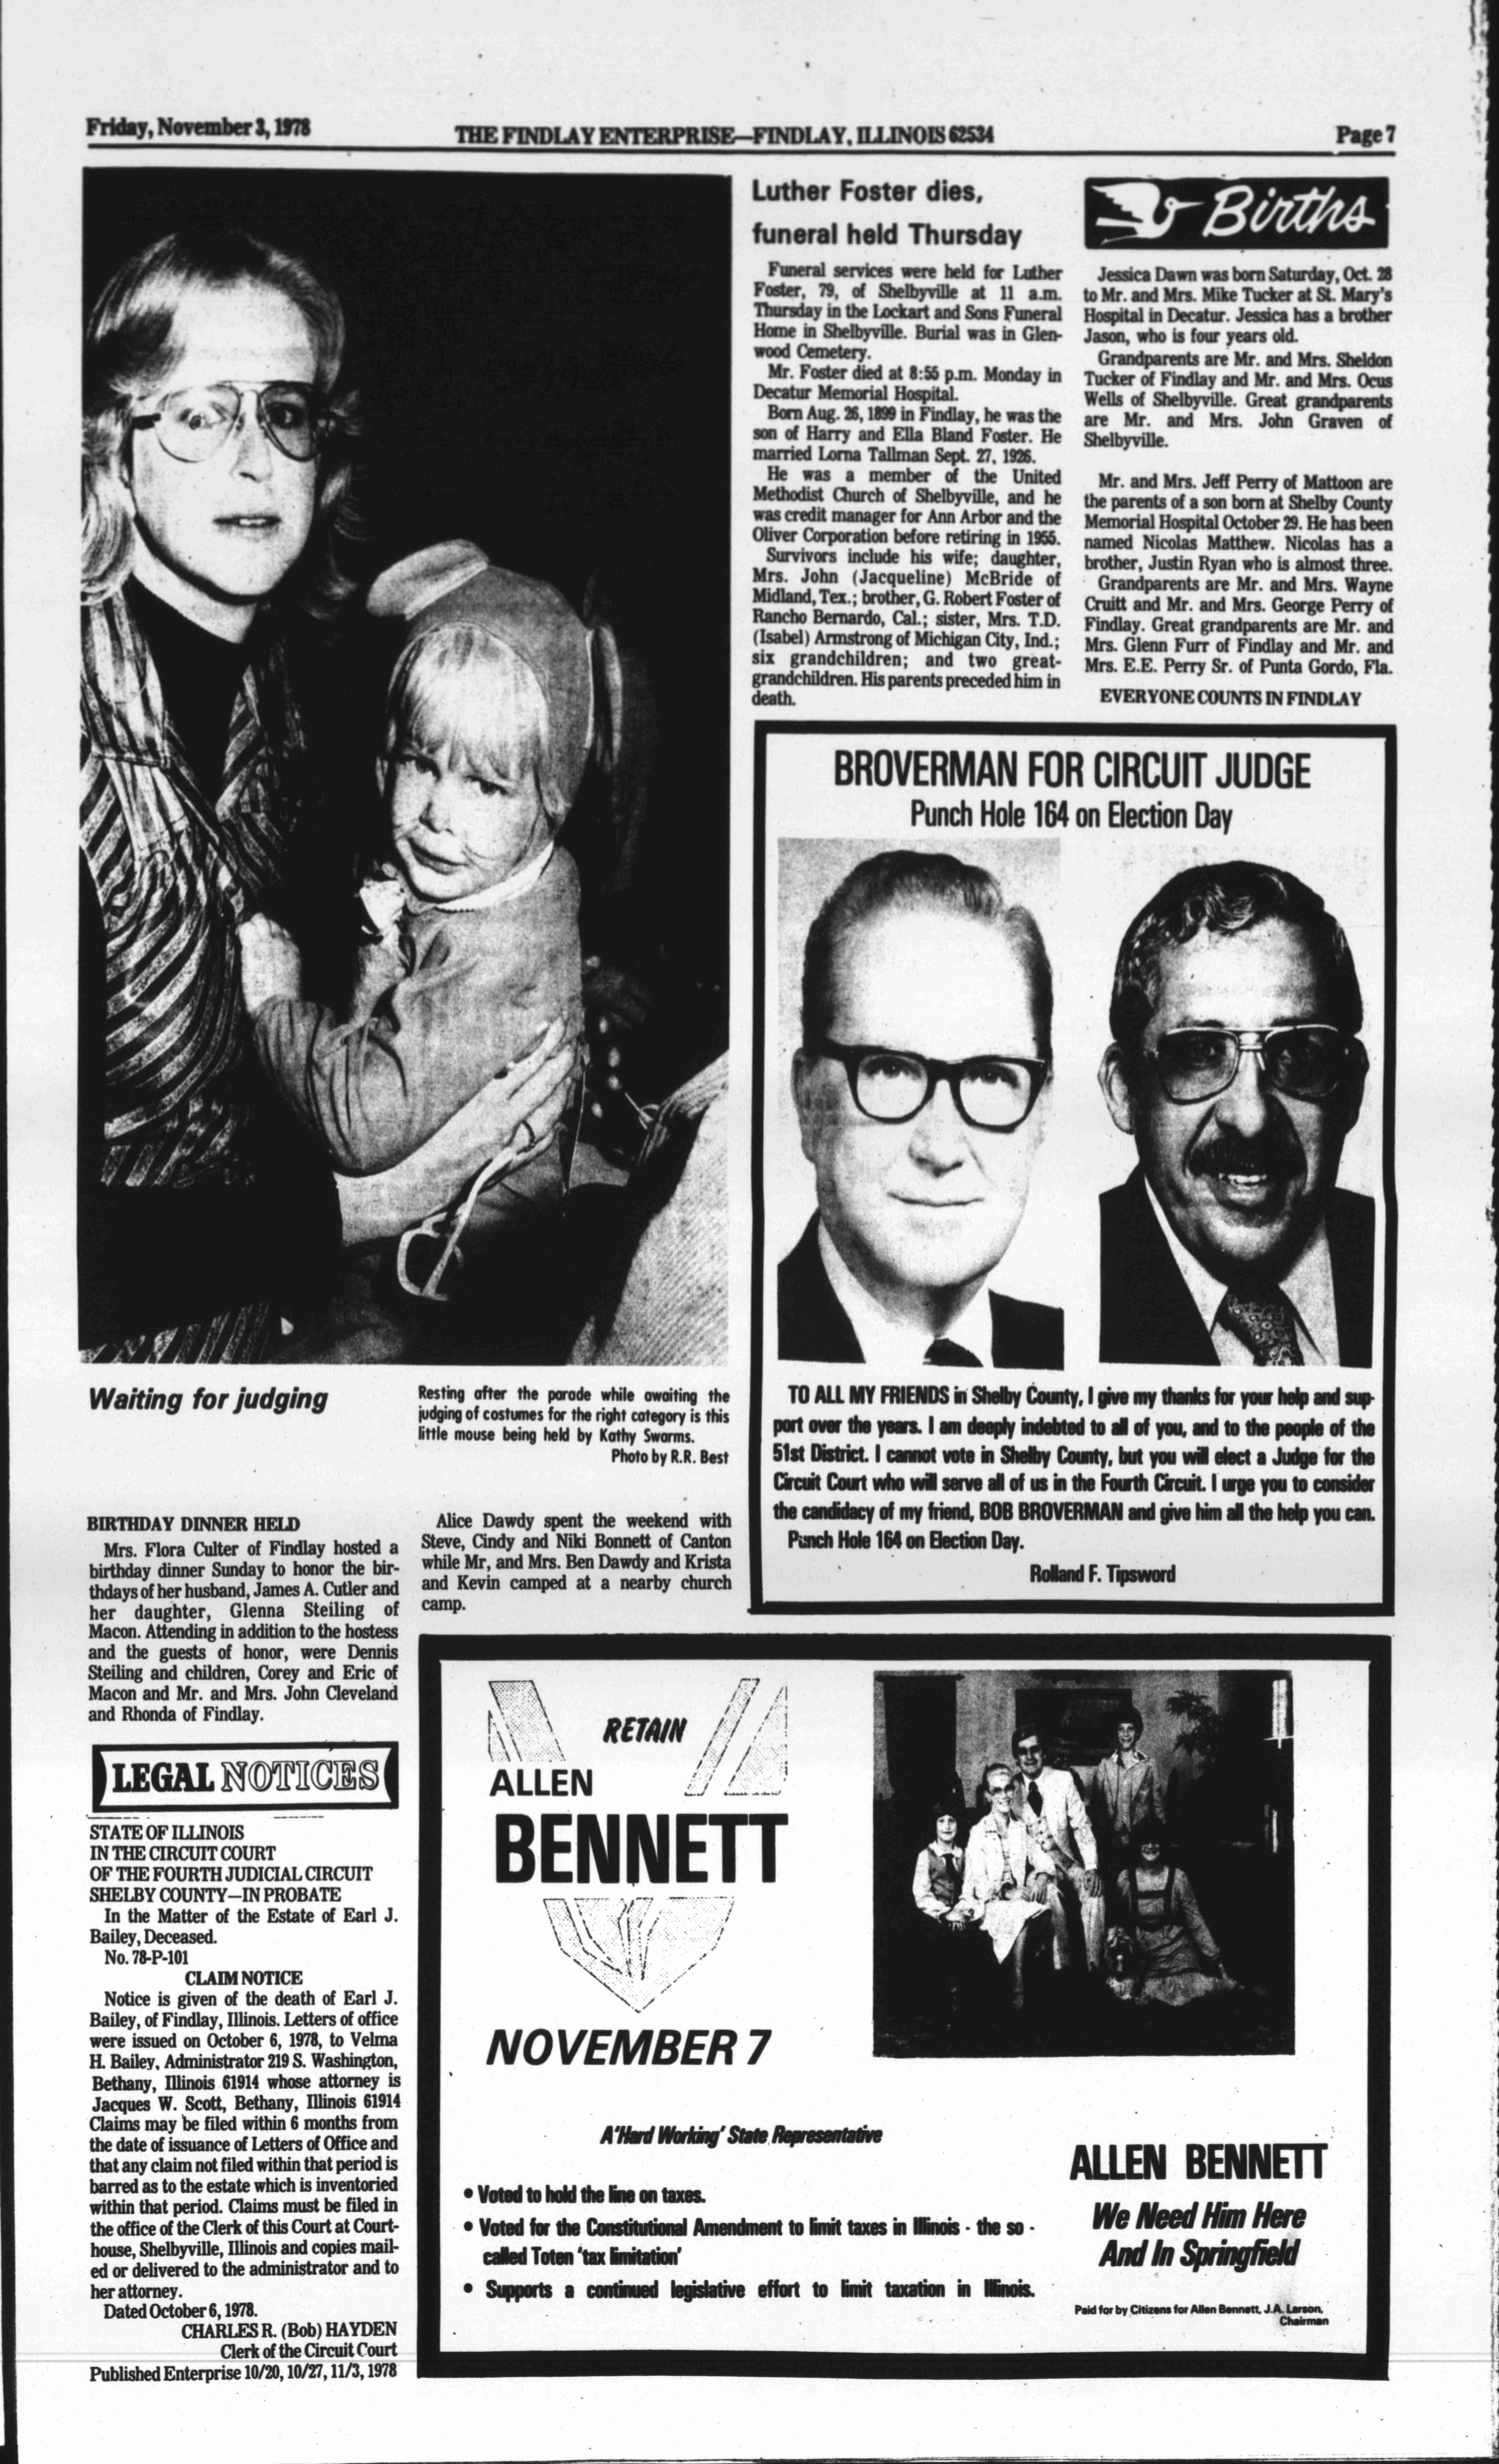 Friday, November 3, 1978
THE FINDLAY ENTERPRISE—FINDLAY, ILLINOIS 62534
Page 7
Waiting for judging
Resting after the parade while awaiting the
judging of costumes for the right category is this
little mouse being held by Kathy Swarms.
Photo by R.R. Best
BIRTHDAY DINNER HELD
Mrs. Flora Culter of Findlay hosted a
birthday dinner Sunday to honor the bir-
thdays of her husband, James A. Cutler and
her daughter, Glenna Steiling of
Macon. Attending in addition to the hostess
and the guests of honor, were Dennis
Steiling and children, Corey and Eric of
Macon and Mr. and Mrs. John Cleveland
and Rhonda of Findlay.
Alice Dawdy spent the weekend with
Steve, Cindy and Niki Bonnett of Canton
while Mr, and Mrs. Ben Dawdy and Krista
and Kevin camped at a nearby church
camp.
LEGAL NOTICES
STATE OF ILLINOIS
IN THE CIRCUIT COURT
OF THE FOURTH JUDICIAL CIRCUIT
SHELBY COUNTY—IN PROBATE
In the Matter of the Estate of Earl J.
Bailey, Deceased.
No. 78-P-101
CLAIM NOTICE
Notice is given of the death of Earl J.
Bailey, of Findlay, Illinois. Letters of office
were issued on October 6, 1978, to Velma
H. Bailey, Administrator 219 S. Washington,
Bethany, Illinois 61914 whose attorney is
Jacques W. Scott, Bethany, Illinois 61914
Claims may be filed within 6 months from
the date of issuance of Letters of Office and
that any claim not filed within that period is
barred as to the estate which is inventoried
within that period. Claims must be filed in
the office of the Clerk of this Court at Court-
house, Shelbyville, Illinois and copies mail-
ed or delivered to the administrator and to
her attorney.
Dated October 6, 1978.
CHARLES R. (Bob) HAYDEN
Clerk of the Circuit Court
Published Enterprise 10/20, 10/27, 11/3, 1978
Luther Foster dies,
funeral held Thursday
Funeral services were held for Luther
Foster, 79, of Shelbyville at 11 a.m.
Thursday in the Lockart and Sons Funeral
Home in Shelbyville. Burial was in Glen-
wood Cemetery.
Mr. Foster died at 8:55 p.m. Monday in
Decatur Memorial Hospital.
Born Aug. 26, 1899 in Findlay, he was the
son of Harry and Ella Bland Foster. He
married Lorna Tallman Sept. 27, 1926.
He was a member of the United
Methodist Church of Shelbyville, and he
was credit manager for Ann Arbor and the
Oliver Corporation before retiring in 1955.
Survivors include his wife; daughter,
Mrs. John (Jacqueline) McBride of
Midland, Tex.; brother, G. Robert Foster of
Rancho Bernardo, Cal.; sister, Mrs. T.D.
(Isabel) Armstrong of Michigan City, Ind.;
six grandchildren; and two great-
grandchildren. His parents preceded him in
death.
Births
Jessica Dawn was born Saturday, Oct. 28
to Mr. and Mrs. Mike Tucker at St. Mary's
Hospital in Decatur. Jessica has a brother
Jason, who is four years old.
Grandparents are Mr. and Mrs. Sheldon
Tucker of Findlay and Mr. and Mrs. Ocus
Wells of Shelbyville. Great grandparents
are Mr. and Mrs. John Graven of
Shelbyville.
Mr. and Mrs. Jeff Perry of Mattoon are
the parents of a son born at Shelby County
Memorial Hospital October 29. He has been
named Nicolas Matthew. Nicolas has a
brother, Justin Ryan who is almost three.
Grandparents are Mr. and Mrs. Wayne
Cruitt and Mr. and Mrs. George Perry of
Findlay. Great grandparents are Mr. and
Mrs. Glenn Furr of Findlay and Mr. and
Mrs. E.E. Perry Sr. of Punta Gordo, Fla.
EVERYONE COUNTS IN FINDLAY
BROVERMAN FOR CIRCUIT JUDGE
Punch Hole 164 on Election Day
TO ALL MY FRIENDS in Shelby County, I give my thanks for your help and sup-
port over the years. I am deeply indebted to all of you, and to the people of the
51st District. I cannot vote in Shelby County, but you will elect a Judge for the
Circuit Court who will serve all of us in the Fourth Circuit. I urge you to consider
the candidacy of my friend, BOB BROVERMAN and give him all the help you can.
Punch Hole 164 on Election Day.
Rolland F. Tipsword
RETAIN
ALLEN
BENNETT
NOVEMBER 7
A 'Hard Working' State Representative
• Voted to hold the line on taxes.
• Voted for the Constitutional Amendment to limit taxes in Illinois - the so -
called Toten 'tax limitation'
• Supports a continued legislative effort to limit taxation in Illinois.
ALLEN BENNETT
We Need Him Here
And In Springfield
Paid for by Citizens for Allen Bennett, J.A. Larson,
Chairman